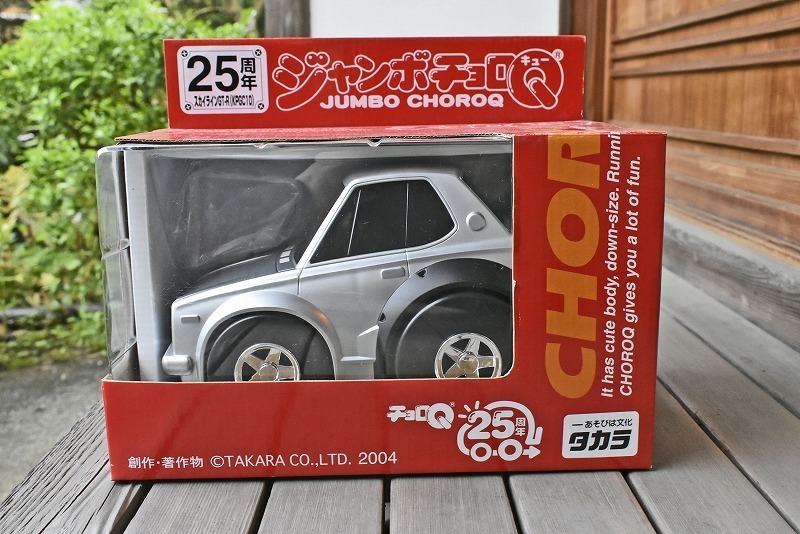 25周年
スカイラインGT-R(KPGC10)
ジャンボチョロQ®
キュー
JUMBO CHOROQ
CHOR
It has cute body, down-size. Runnin
CHOROQ gives you a lot of fun.
チョロQ®
25周年
創作・著作物 ©TAKARA CO.,LTD. 2004
あそびは文化
タカラ